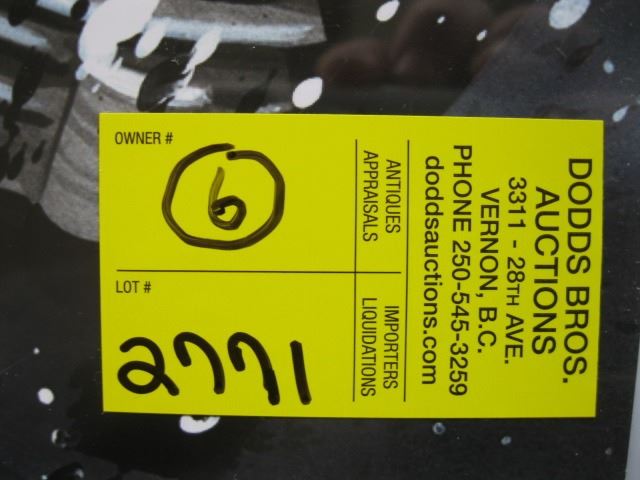 DODDS BROS.
AUCTIONS
3311 - 28TH AVE.
VERNON, B.C.
PHONE 250-545-3259
doddsauctions.com
ANTIQUES
APPRAISALS
IMPORTERS
LIQUIDATIONS
OWNER #
6
LOT #
2771